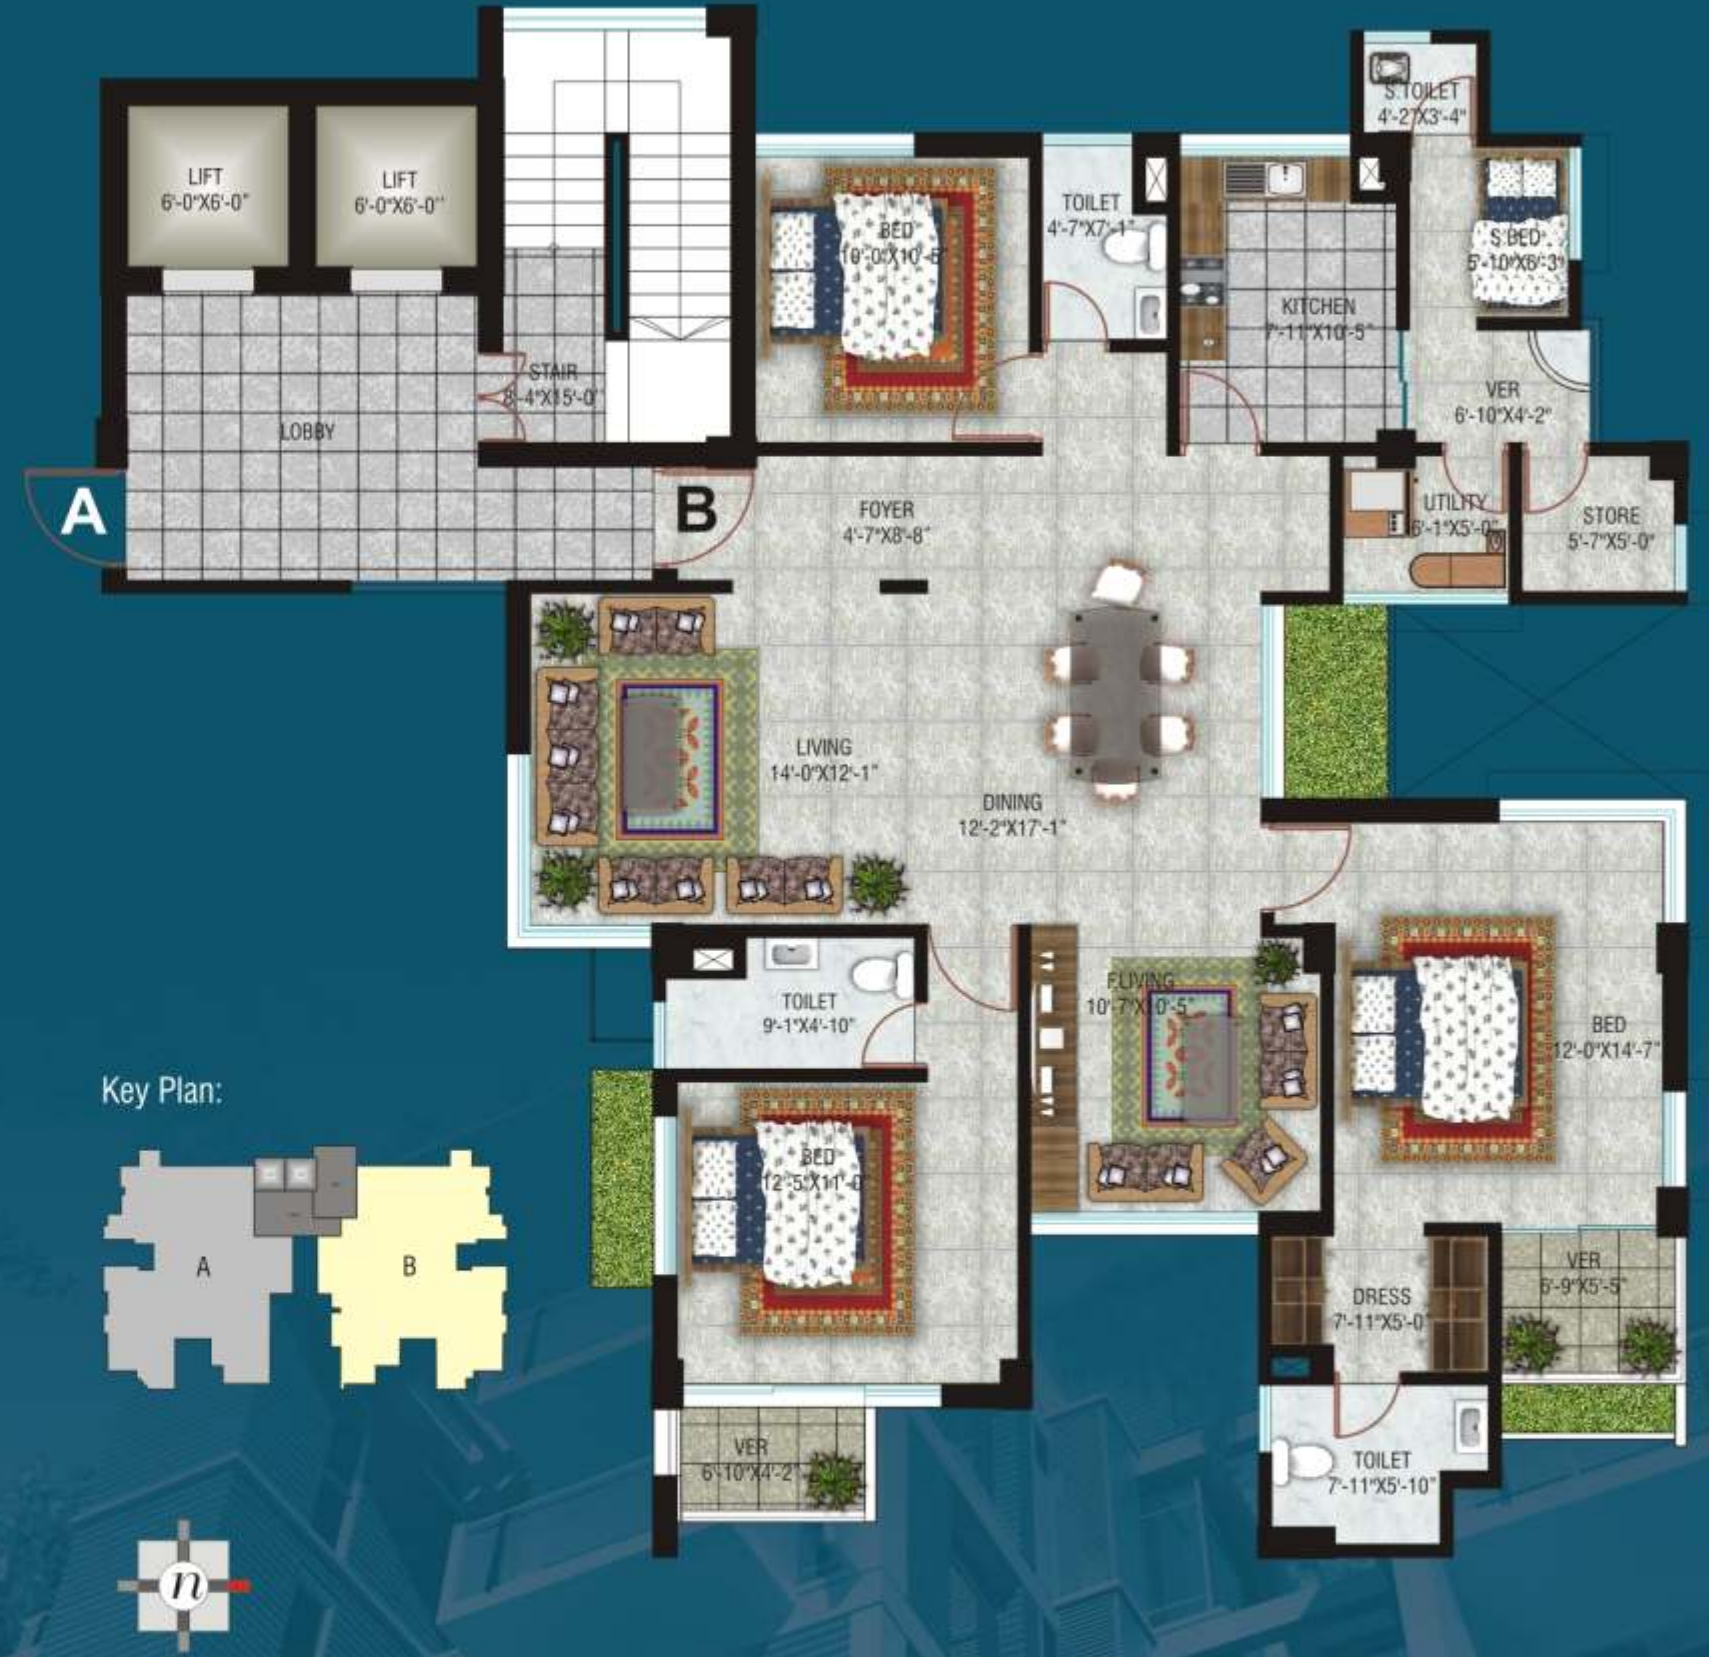 S.TOILET
4'-2"X3'-4"
LIFT
6'-0"X6'-0"
LIFT
6'-0"X6'-0"
TOILET
4'-7"X7'-1"
BED
10'-0"X10'-5"
S.BED
5'-10"X6'-3"
KITCHEN
7'-11"X10'-5"
STAIR
8'-4"X15'-0"
VER
6'-10"X4'-2"
LOBBY
A
B
FOYER
4'-7"X8'-8"
UTILITY
6'-1"X5'-0"
STORE
5'-7"X5'-0"
LIVING
14'-0"X12'-1"
DINING
12'-2"X17'-1"
TOILET
9'-1"X4'-10"
F.LIVING
10'-7"X10'-5"
BED
12'-0"X14'-7"
Key Plan:
BED
12'-5"X11'-0"
A
B
VER
6'-9"X5'-5"
DRESS
7'-11"X5'-0"
VER
6'-10"X4'-2"
TOILET
7'-11"X5'-10"
n